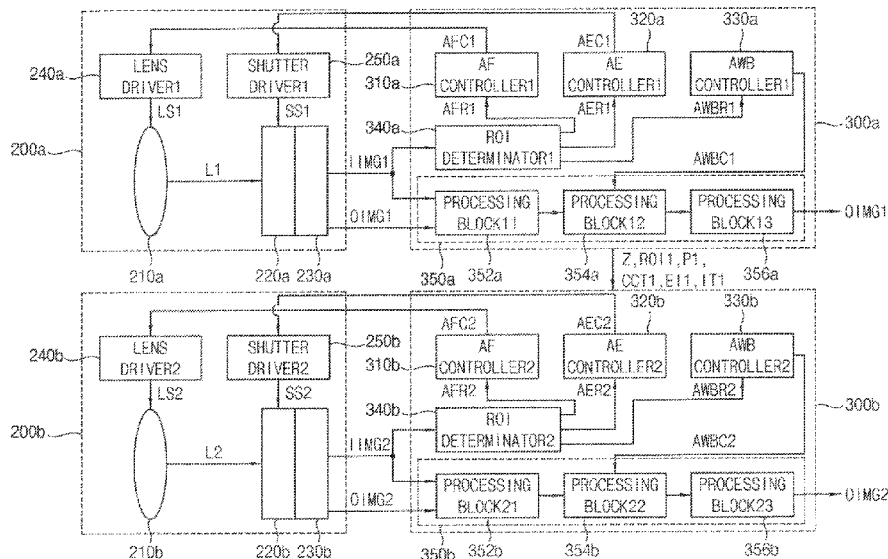 320a
330a
AFC1
AEC1
250a
240a
LENS
DRIVER1
SHUTTER
DRIVER1
AF
CONTROLLER1
AE
CONTROLLER1
AWB
CONTROLLER1
310a
LS1
SS1
AFR1
AER1
AWBR1
340a
ROI
DETERMINATOR1
300a
200a
L1
IIMG1
AWBC1
PROCESSING
BLOCK11
PROCESSING
BLOCK12
PROCESSING
BLOCK13
OIMG1
OIMG1
210a
220a
230a
350a
352a
354a
356a
Z,ROI1,P1,
CCT1,EI1,IT1
320b
330b
AFC2
AEC2
250b
240b
LENS
DRIVER2
SHUTTER
DRIVER2
AF
CONTROLLER2
AE
CONTROLLER2
AWB
CONTROLLER2
310b
LS2
SS2
AFR2
AER2
AWBR2
340b
ROI
DETERMINATOR2
300b
200b
L2
IIMG2
AWBC2
PROCESSING
BLOCK21
PROCESSING
BLOCK22
PROCESSING
BLOCK23
OIMG2
OIMG2
210b
220b
230b
350b
352b
354b
356b